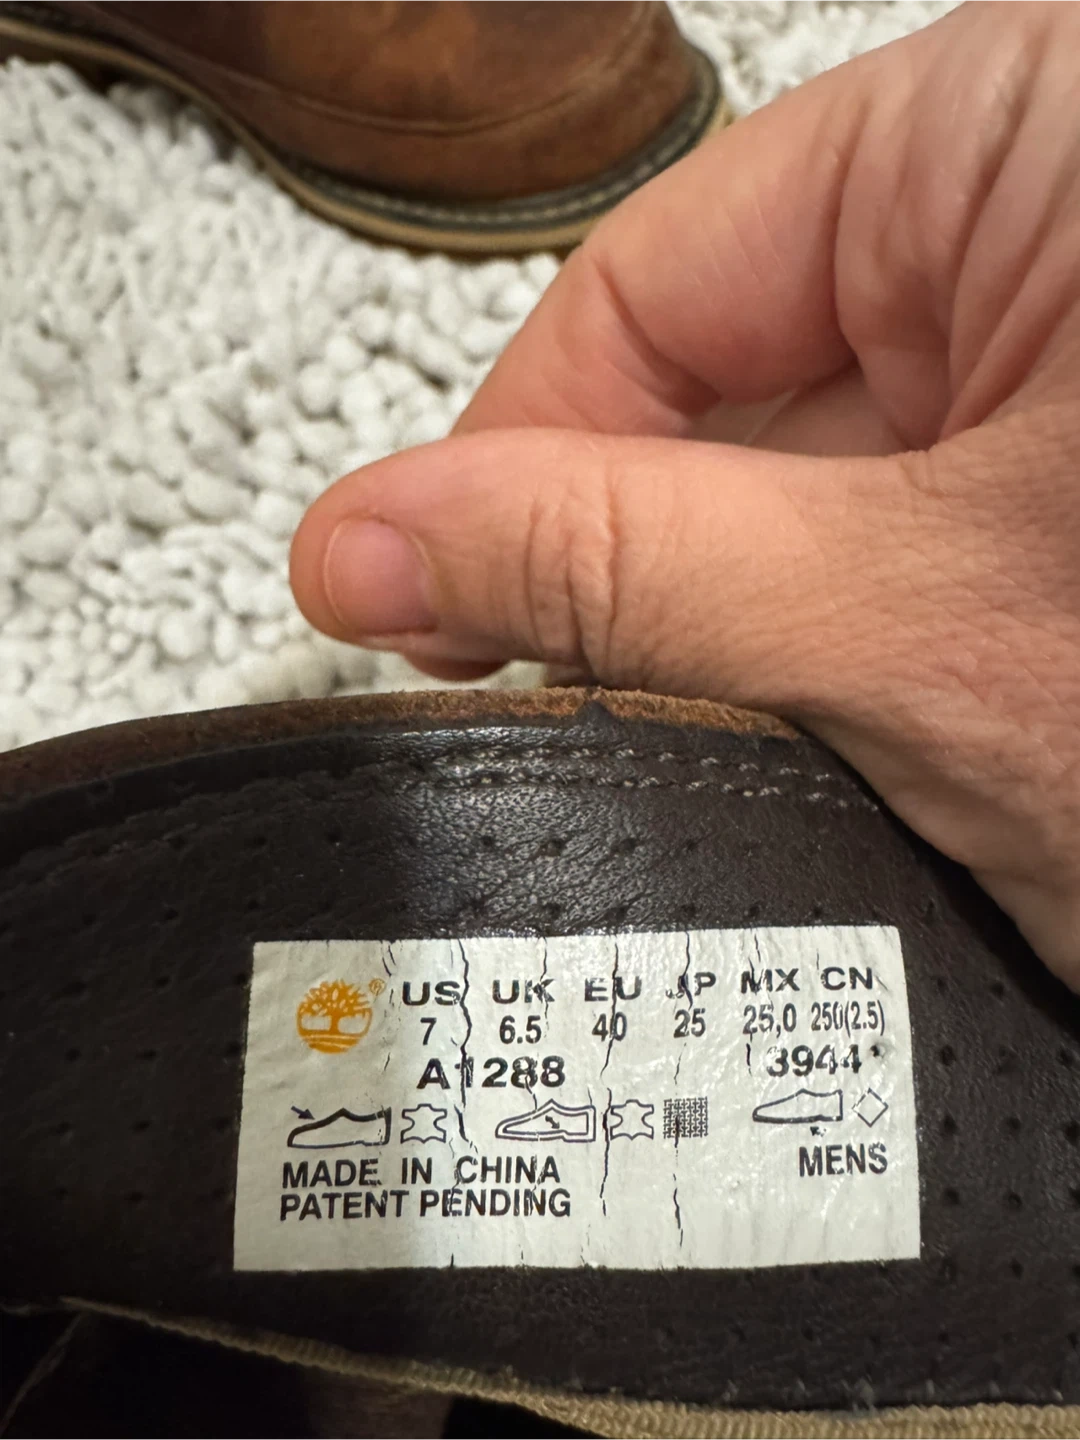 ® US UK EU JP MX CN
7 6.5 40 25 25,0 250(2.5)
A1288 3944*
MADE IN CHINA MENS
PATENT PENDING